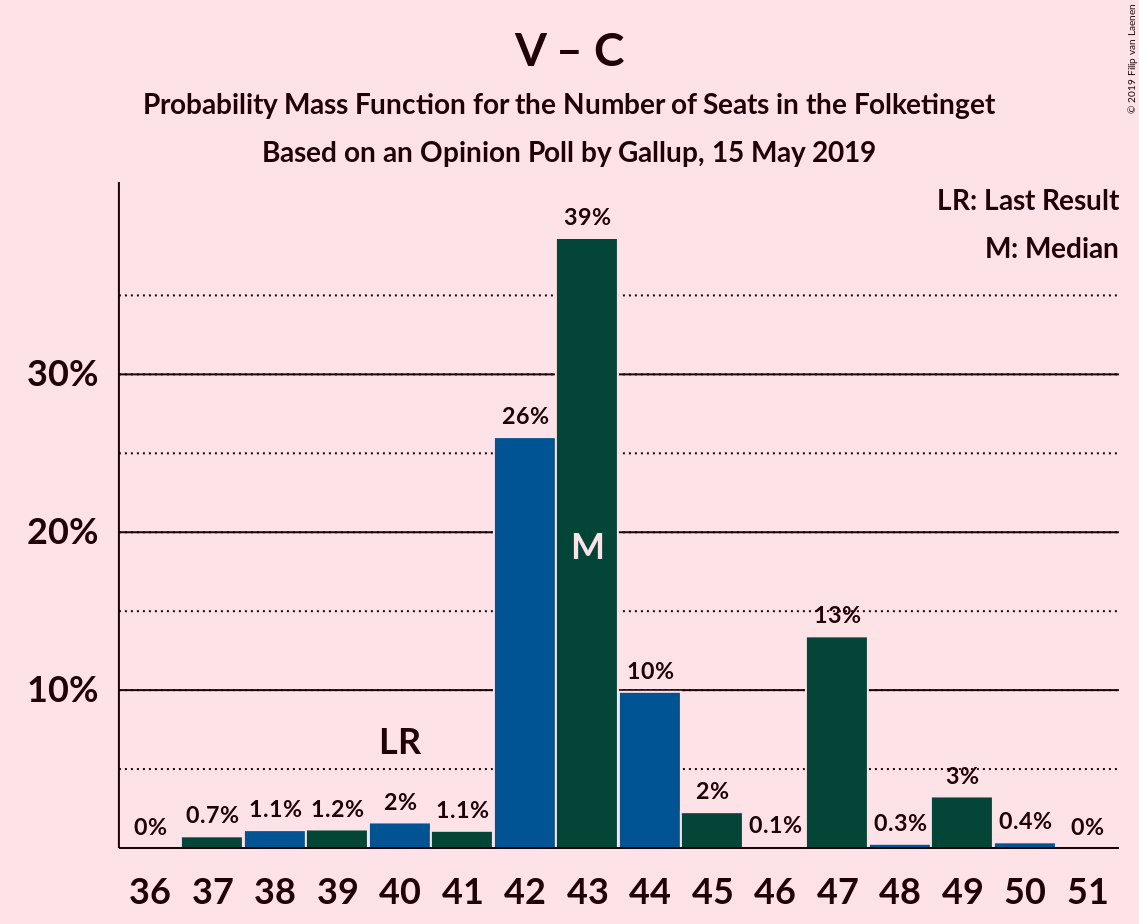 V – C
Probability Mass Function for the Number of Seats in the Folketinget
Based on an Opinion Poll by Gallup, 15 May 2019
© 2019 Filip van Laenen
LR: Last Result
M: Median
39%
30%
26%
20%
M
13%
10%
10%
LR
0%
0.7%
1.1%
1.2%
2%
1.1%
2%
0.1%
0.3%
3%
0.4%
0%
36 37 38 39 40 41 42 43 44 45 46 47 48 49 50 51